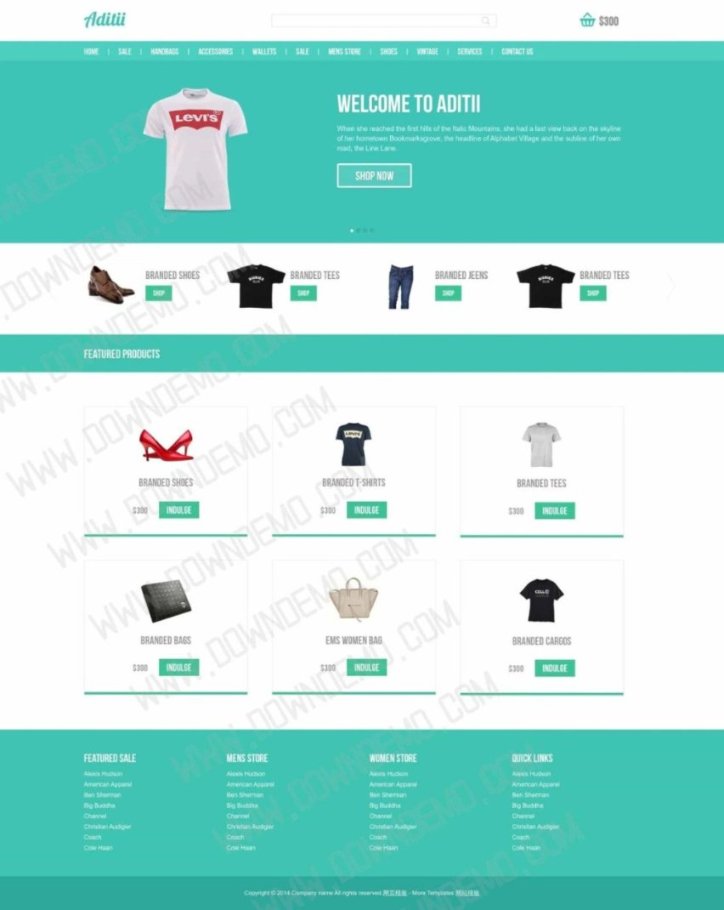 Aditii
$300
HOME | SALE | HANDBAGS | ACCESSORIES | WALLETS | SALE | MENS STORE | SHOES | VINTAGE | SERVICES | CONTACT US
LEVI'S
WELCOME TO ADITII
When she reached the first hills of the Italic Mountains, she had a last view back on the skyline
of her hometown Bookmarksgrove, the headline of Alphabet Village and the subline of her own
road, the Line Lane.
SHOP NOW
BRANDED SHOES
SHOP
BRANDED TEES
SHOP
BRANDED JEENS
SHOP
BRANDED TEES
SHOP
FEATURED PRODUCTS
BRANDED SHOES
$300 INDULGE
LEVI'S
BRANDED T-SHIRTS
$300 INDULGE
BRANDED TEES
$300 INDULGE
BRANDED BAGS
$300 INDULGE
EMS WOMEN BAG
$300 INDULGE
BRANDED CARGOS
$300 INDULGE
FEATURED SALE
Alexis Hudson
American Apparel
Ben Sherman
Big Buddha
Channel
Christian Audigier
Coach
Cole Haan
MENS STORE
Alexis Hudson
American Apparel
Ben Sherman
Big Buddha
Channel
Christian Audigier
Coach
Cole Haan
WOMEN STORE
Alexis Hudson
American Apparel
Ben Sherman
Big Buddha
Channel
Christian Audigier
Coach
Cole Haan
QUICK LINKS
Alexis Hudson
American Apparel
Ben Sherman
Big Buddha
Channel
Christian Audigier
Coach
Cole Haan
Copyright © 2014 Company name All rights reserved.网页模板 - More Templates 网站模板
WWW.DOWNDEMO.COM